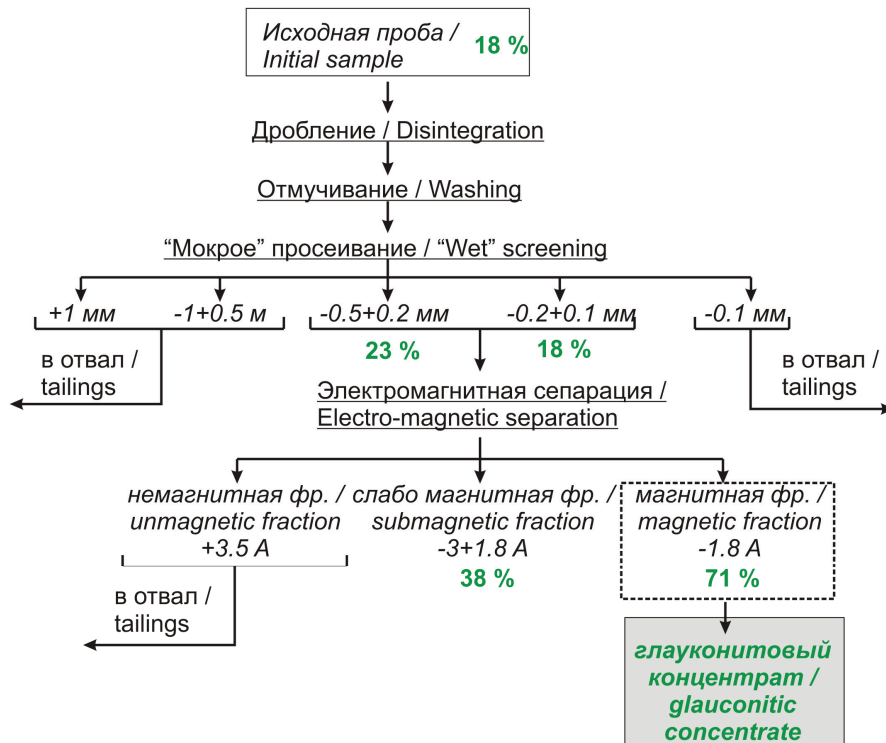 Исходная проба /
Initial sample
18 %
Дробление / Disintegration
Отмучивание / Washing
“Мокрое” просеивание / “Wet” screening
+1 мм
-1+0.5 м
-0.5+0.2 мм
-0.2+0.1 мм
-0.1 мм
23 %
18 %
в отвал /
tailings
в отвал /
tailings
Электромагнитная сепарация /
Electro-magnetic separation
немагнитная фр. /
unmagnetic fraction
+3.5 А
слабо магнитная фр. /
submagnetic fraction
-3+1.8 А
38 %
магнитная фр. /
magnetic fraction
-1.8 А
71 %
в отвал /
tailings
глауконитовый
концентрат /
glauconitic
concentrate